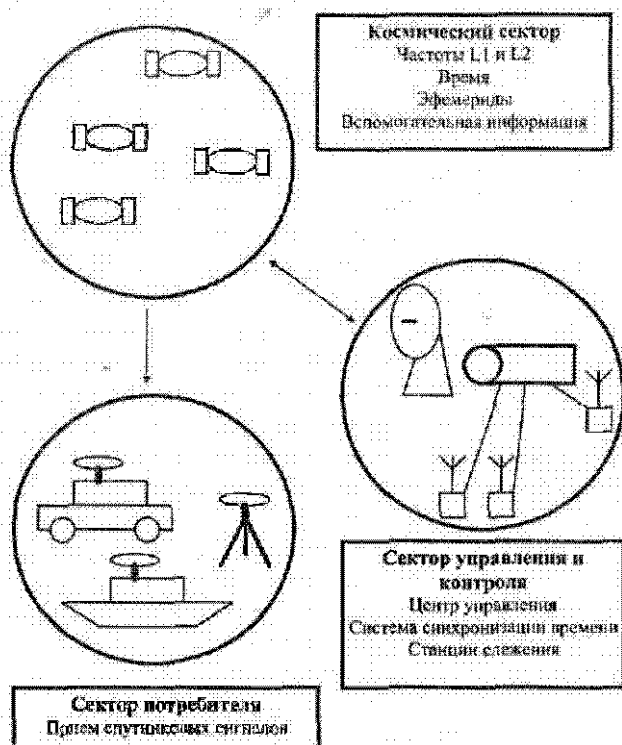 Космический сектор
Частоты L1 и L2
Время
Эфемериды
Вспомогательная информация
Сектор управления и
контроля
Центр управления
Система синхронизации времени
Станции слежения
Сектор потребителя
Прием спутниковых сигналов